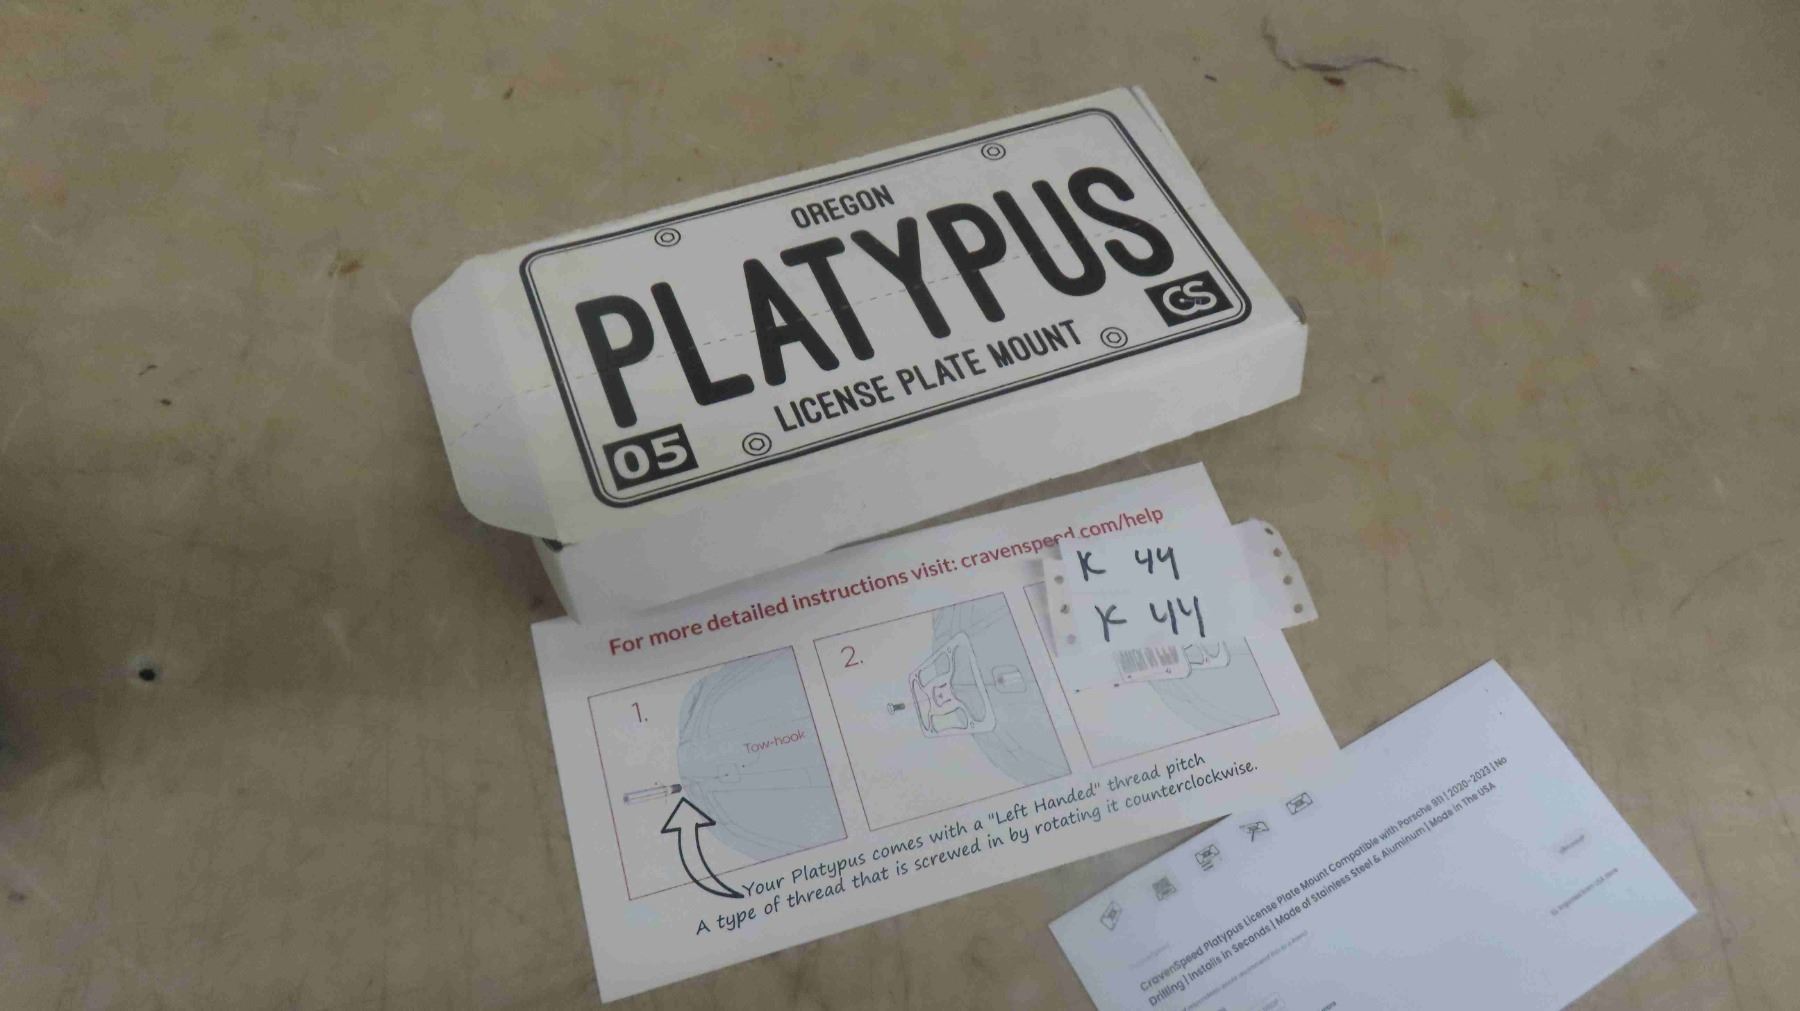 OREGON
PLATYPUS
LICENSE PLATE MOUNT
05
CS
For more detailed instructions visit: cravenspeed.com/help
K 44
K 44
1.
Tow-hook
2.
Your Platypus comes with a "Left Handed" thread pitch
A type of thread that is screwed in by rotating it counterclockwise.
CravenSpeed Platypus License Plate Mount Compatible with Porsche 911 | 2020-2023 | No
Drilling | Installs in Seconds | Made of Stainless Steel & Aluminum | Made in The USA